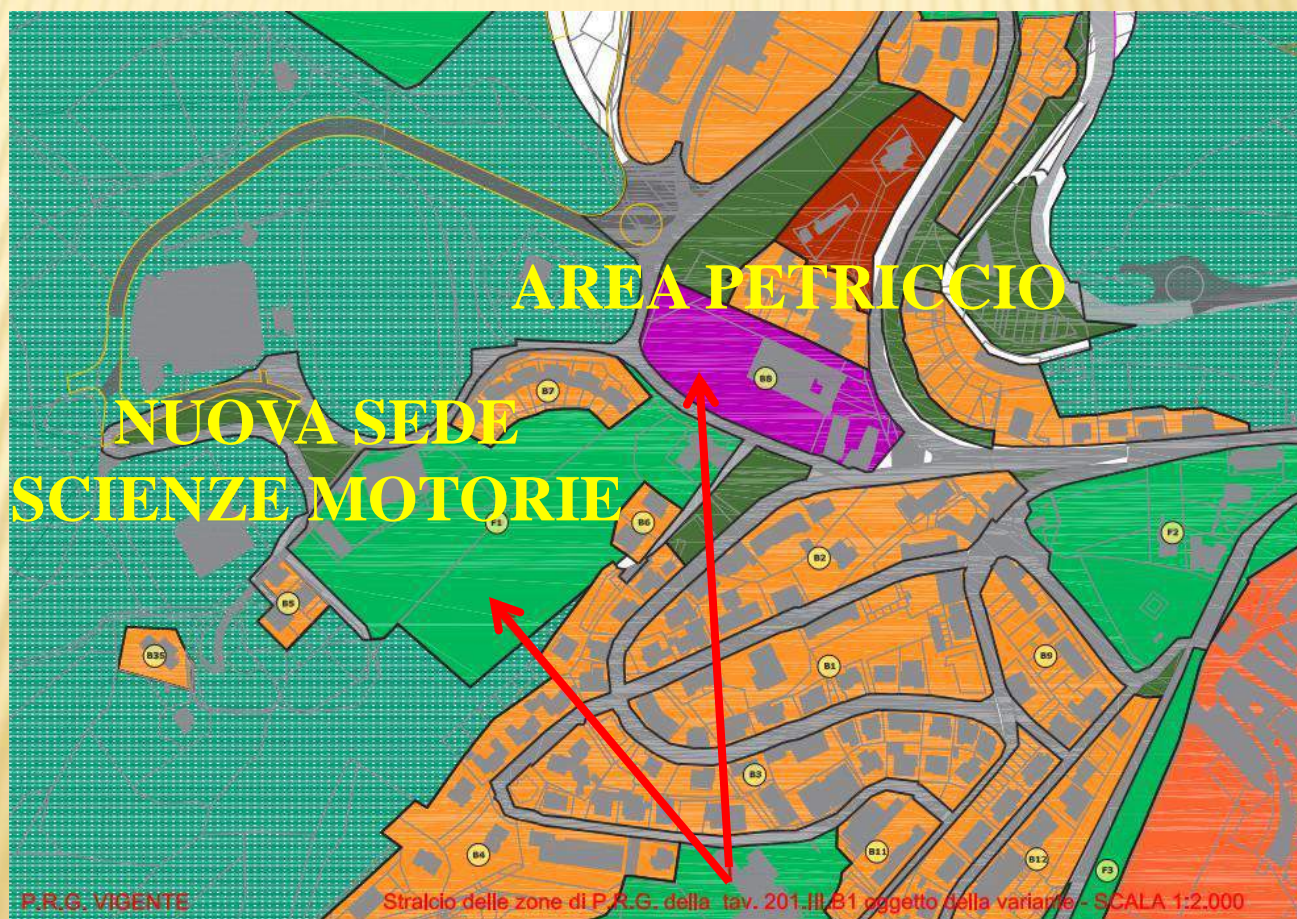 AREA PETRICCIO
B8
B7
NUOVA SEDE
SCIENZE MOTORIE
F1
B6
F2
B2
B5
B35
B1
B9
B3
B4
B11
B12
F3
P.R.G. VIGENTE
Stralcio delle zone di P.R.G. della tav. 201.III.B1 oggetto della variante - SCALA 1:2.000